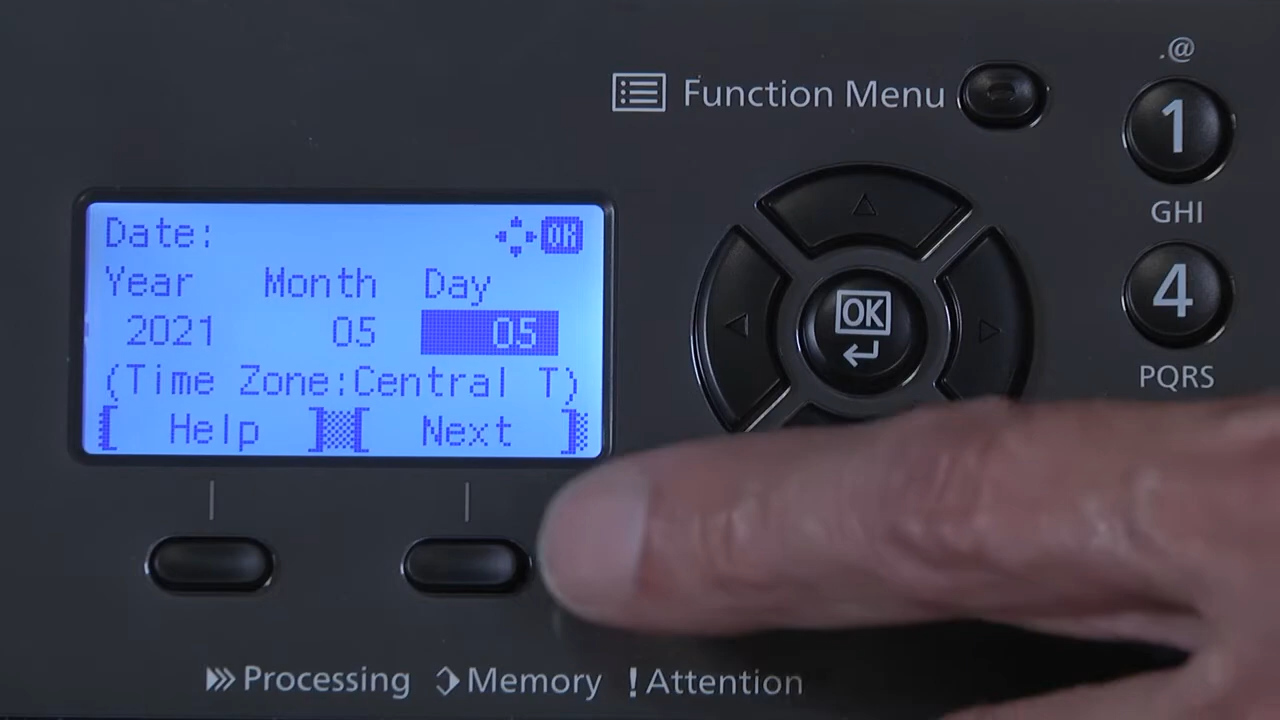 .@
Function Menu
1
GHI
4
PQRS
OK
Date:
OK
Year Month Day
2021 05 05
(Time Zone:Central T)
[ Help ] [ Next ]
Processing Memory !Attention